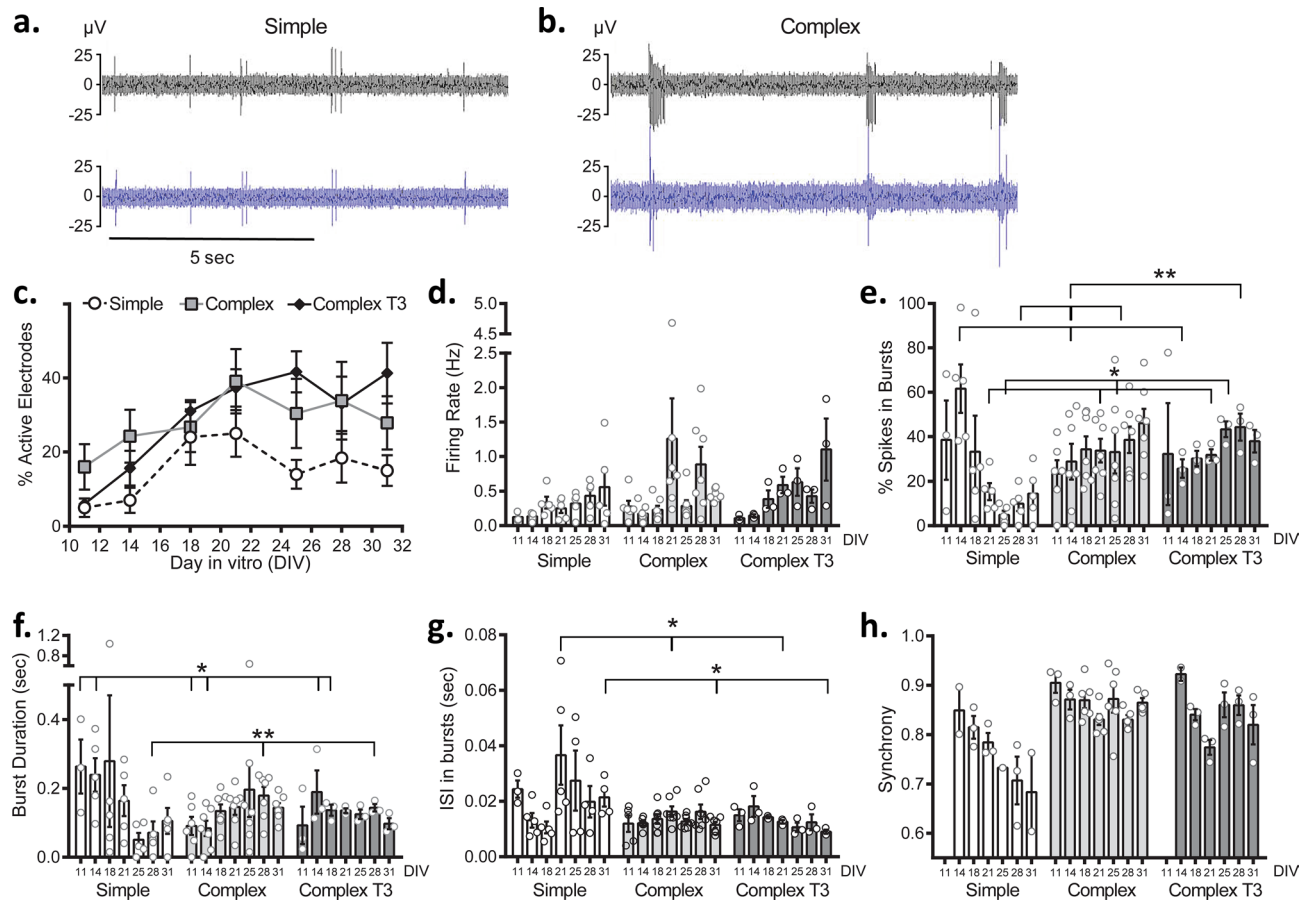 a.
µV
Simple
25
0
-25
25
0
-25
5 sec
b.
µV
Complex
25
0
-25
25
0
-25
c.
Simple
Complex
Complex T3
% Active Electrodes
40
20
0
10 12 14 16 18 20 22 24 26 28 30 32
Day in vitro (DIV)
d.
Firing Rate (Hz)
5.0
4.5
2.5
2.0
1.5
1.0
0.5
0.0
11 14 18 21 25 28 31 11 14 18 21 25 28 31 11 14 18 21 25 28 31 DIV
Simple Complex Complex T3
e.
**
*
% Spikes in Bursts
100
80
60
40
20
0
11 14 18 21 25 28 31 11 14 18 21 25 28 31 11 14 18 21 25 28 31 DIV
Simple Complex Complex T3
f.
*
**
Burst Duration (sec)
1.2
0.8
0.4
0.2
0.0
11 14 18 21 25 28 31 11 14 18 21 25 28 31 11 14 18 21 25 28 31 DIV
Simple Complex Complex T3
g.
*
*
ISI in bursts (sec)
0.08
0.06
0.04
0.02
0.00
11 14 18 21 25 28 31 11 14 18 21 25 28 31 11 14 18 21 25 28 31 DIV
Simple Complex Complex T3
h.
Synchrony
1.0
0.9
0.8
0.7
0.6
11 14 18 21 25 28 31 11 14 18 21 25 28 31 11 14 18 21 25 28 31 DIV
Simple Complex Complex T3